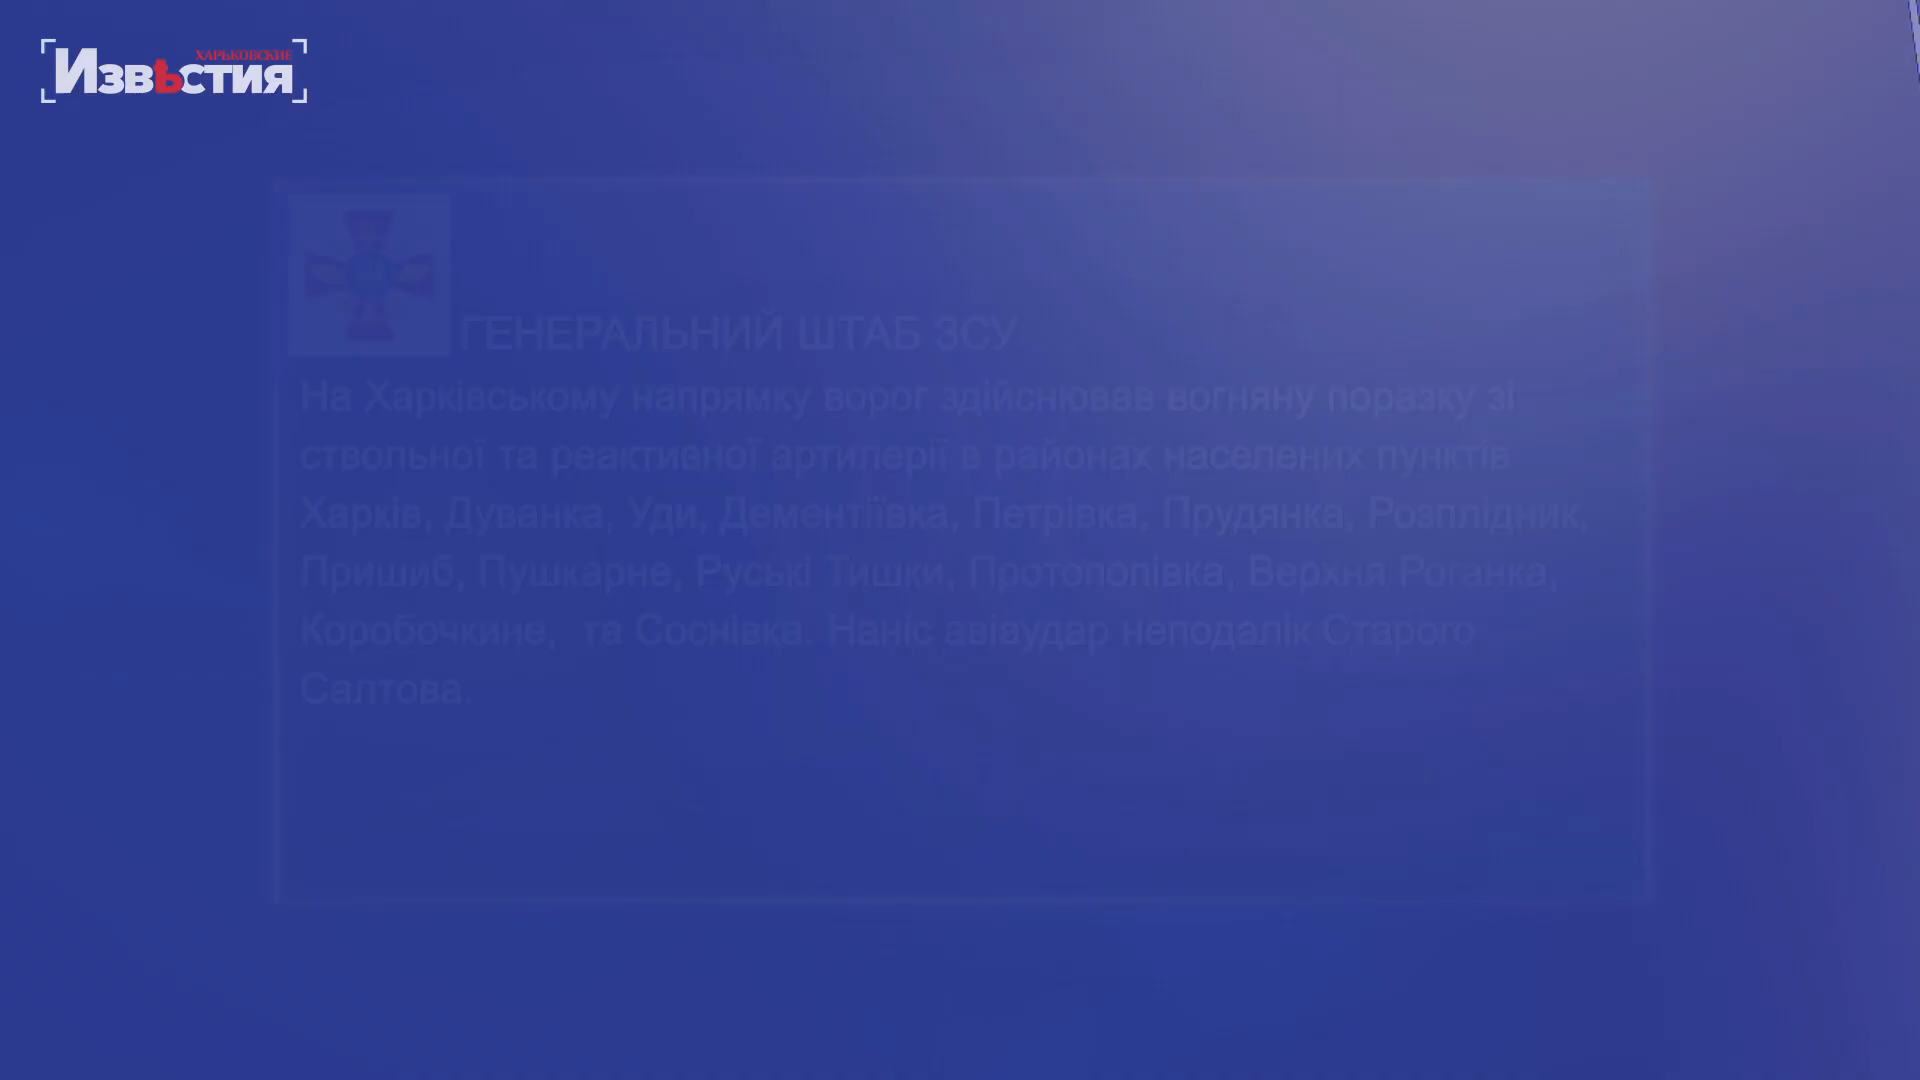 ХАРЬКОВСКИЕ
ИзвѣстиЯ
ГЕНЕРАЛЬНИЙ ШТАБ ЗСУ
На Харківському напрямку ворог здійснював вогняну поразку зі
ствольної та реактивної артилерії в районах населених пунктів
Харків, Дуванка, Уди, Дементіївка, Петрівка, Прудянка, Розплідник,
Пришиб, Пушкарне, Руські Тишки, Протопопівка, Верхня Роганка,
Коробочкине, та Соснівка. Наніс авіаудар неподалік Старого
Салтова.